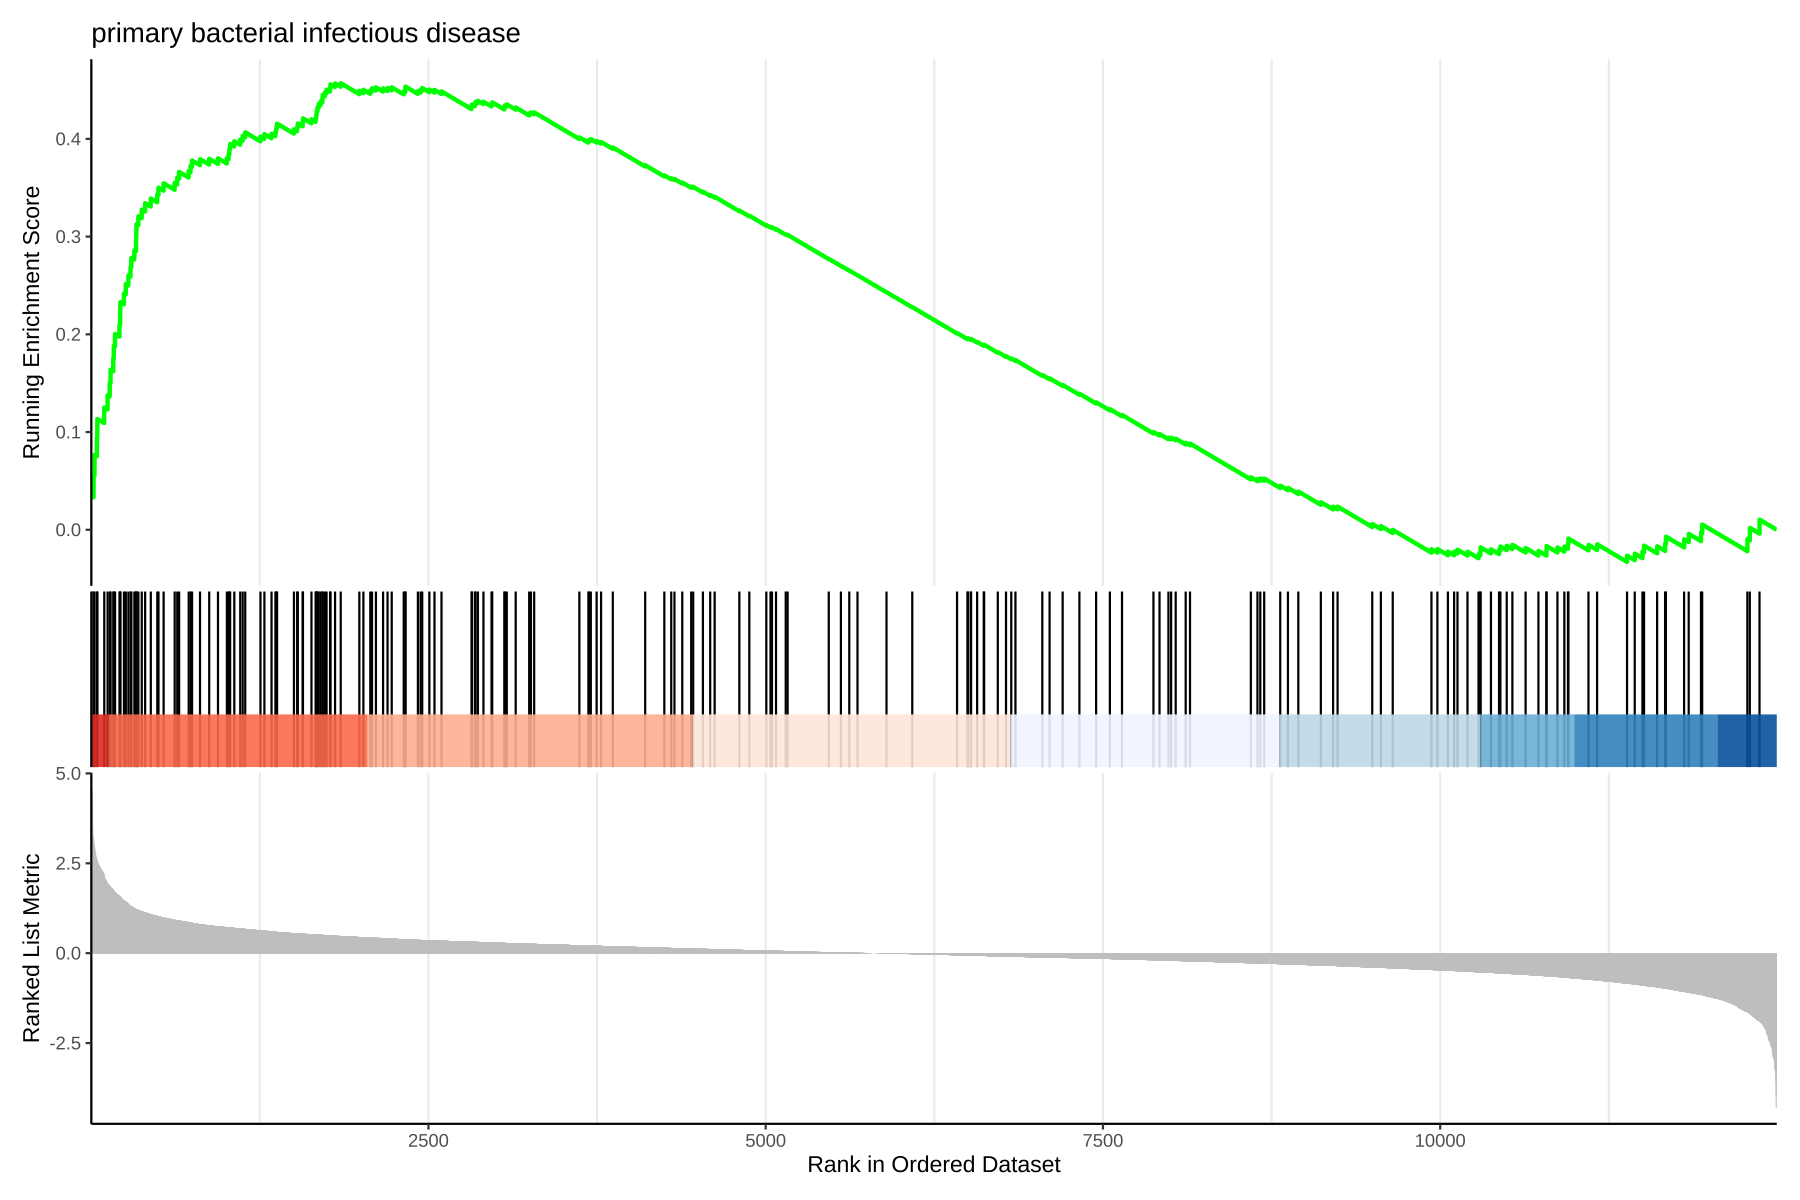 primary bacterial infectious disease
Running Enrichment Score
0.4
0.3
0.2
0.1
0.0
Ranked List Metric
5.0
2.5
0.0
-2.5
2500 5000 7500 10000
Rank in Ordered Dataset